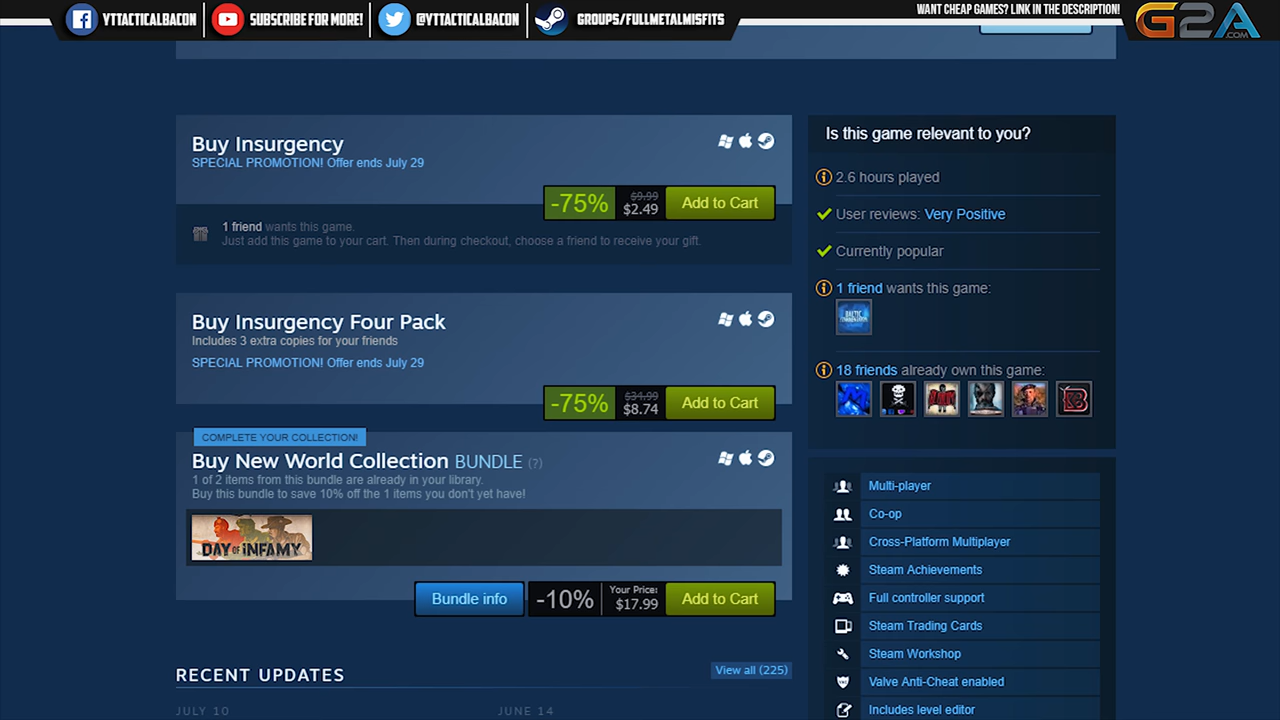 YTTACTICALBACON
SUBSCRIBE FOR MORE!
@YTTACTICALBACON
GROUPS/FULLMETALMISFITS
WANT CHEAP GAMES? LINK IN THE DESCRIPTION!
G2A
.COM
Buy Insurgency
SPECIAL PROMOTION! Offer ends July 29
-75%
$9.99
$2.49
Add to Cart
1 friend wants this game.
Just add this game to your cart. Then during checkout, choose a friend to receive your gift.
Buy Insurgency Four Pack
Includes 3 extra copies for your friends
SPECIAL PROMOTION! Offer ends July 29
-75%
$34.99
$8.74
Add to Cart
COMPLETE YOUR COLLECTION!
Buy New World Collection BUNDLE (?)
1 of 2 items from this bundle are already in your library.
Buy this bundle to save 10% off the 1 items you don't yet have!
DAY OF INFAMY
Bundle info
-10%
Your Price:
$17.99
Add to Cart
RECENT UPDATES
View all (225)
JULY 10
JUNE 14
Is this game relevant to you?
2.6 hours played
User reviews: Very Positive
Currently popular
1 friend wants this game:
18 friends already own this game:
Multi-player
Co-op
Cross-Platform Multiplayer
Steam Achievements
Full controller support
Steam Trading Cards
Steam Workshop
Valve Anti-Cheat enabled
Includes level editor